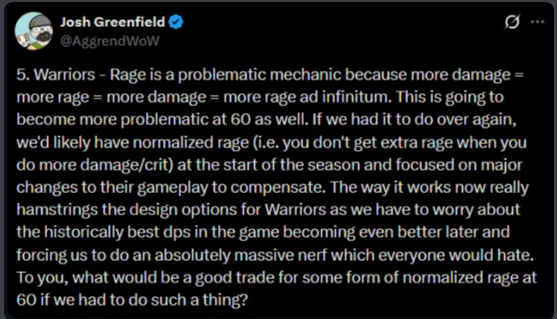 Josh Greenfield
@AggrendWoW
5. Warriors - Rage is a problematic mechanic because more damage =
more rage = more damage = more rage ad infinitum. This is going to
become more problematic at 60 as well. If we had it to do over again,
we'd likely have normalized rage (i.e. you don't get extra rage when you
do more damage/crit) at the start of the season and focused on major
changes to their gameplay to compensate. The way it works now really
hamstrings the design options for Warriors as we have to worry about
the historically best dps in the game becoming even better later and
forcing us to do an absolutely massive nerf which everyone would hate.
To you, what would be a good trade for some form of normalized rage at
60 if we had to do such a thing?